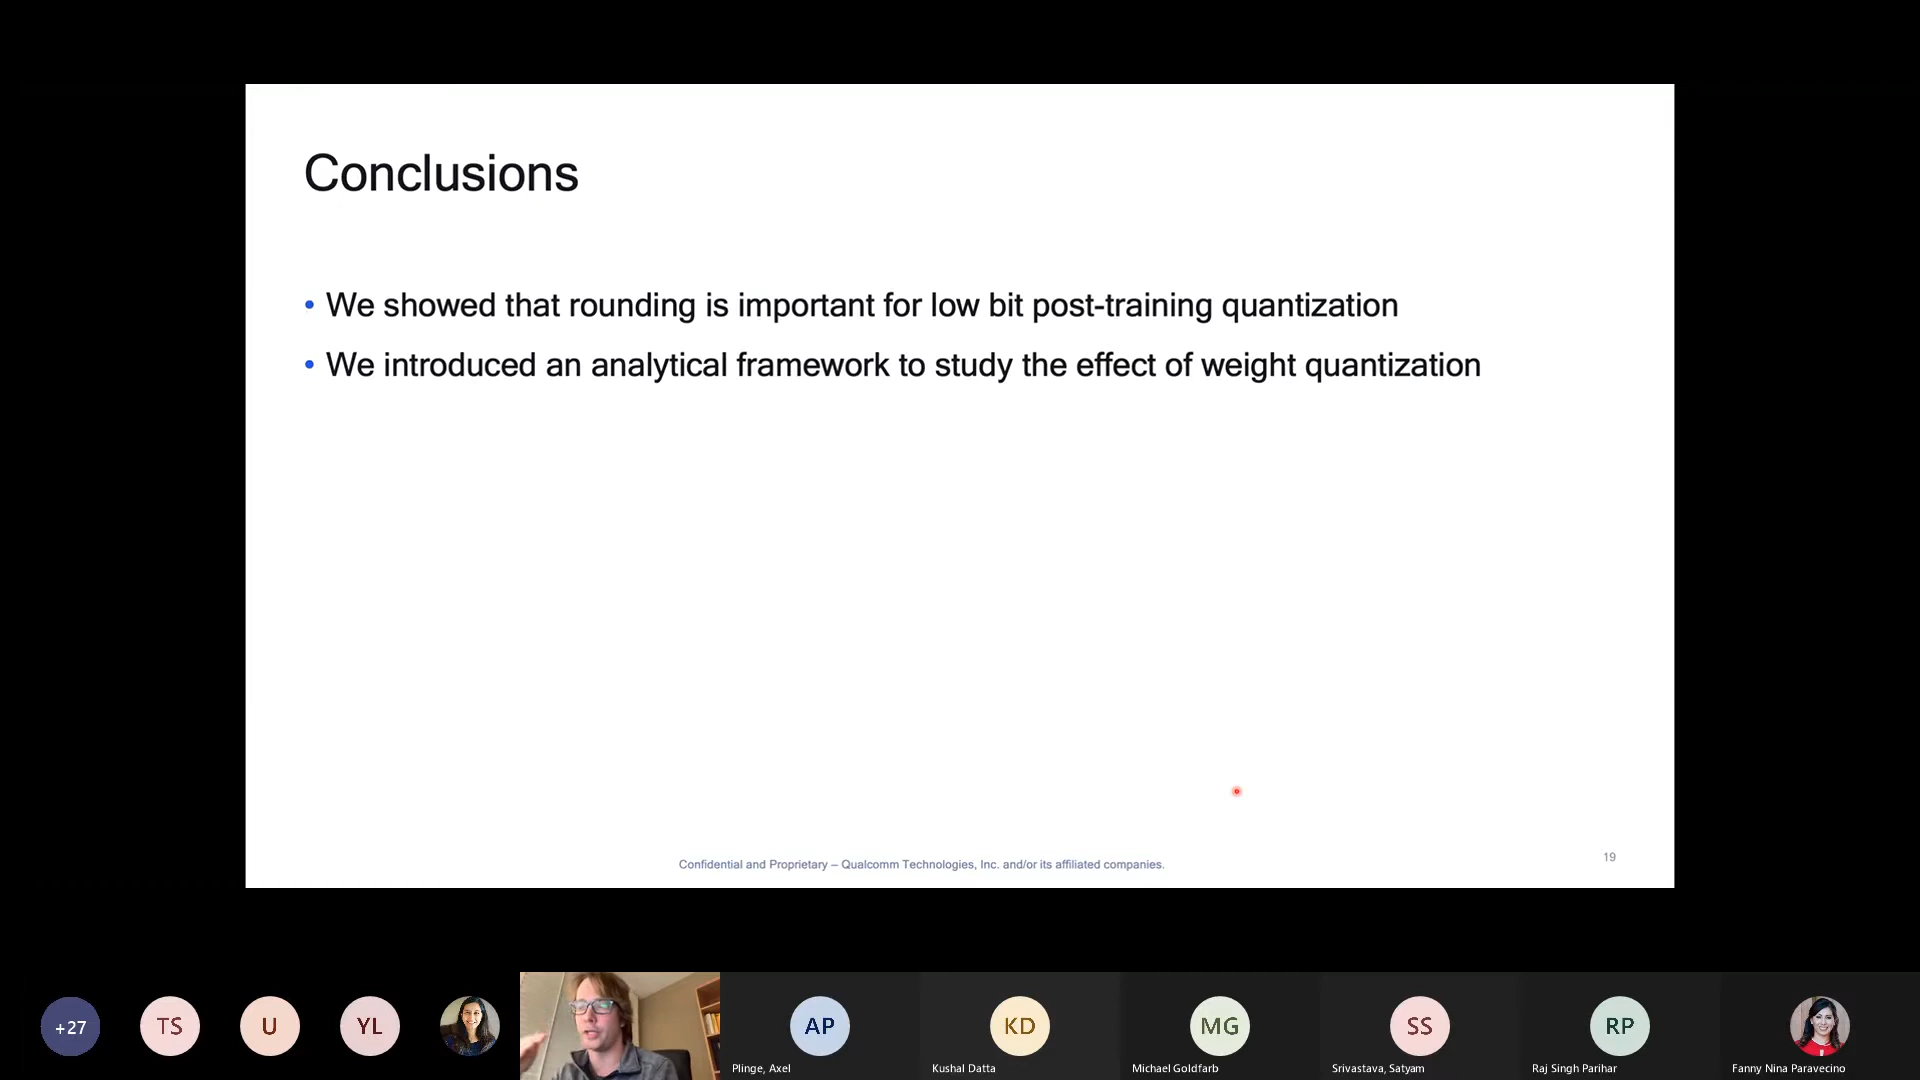 Conclusions
• We showed that rounding is important for low bit post-training quantization
• We introduced an analytical framework to study the effect of weight quantization
Confidential and Proprietary – Qualcomm Technologies, Inc. and/or its affiliated companies.
19
+27
TS
U
YL
AP
KD
MG
SS
RP
Plinge, Axel
Kushal Datta
Michael Goldfarb
Srivastava, Satyam
Raj Singh Parihar
Fanny Nina Paravecino